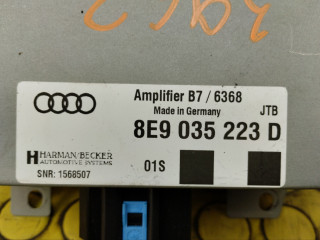 Amplifier B7 / 6368
Made in Germany
JTB
8E9 035 223 D
HARMAN/BECKER
AUTOMOTIVE SYSTEMS
01S
SNR: 1568507